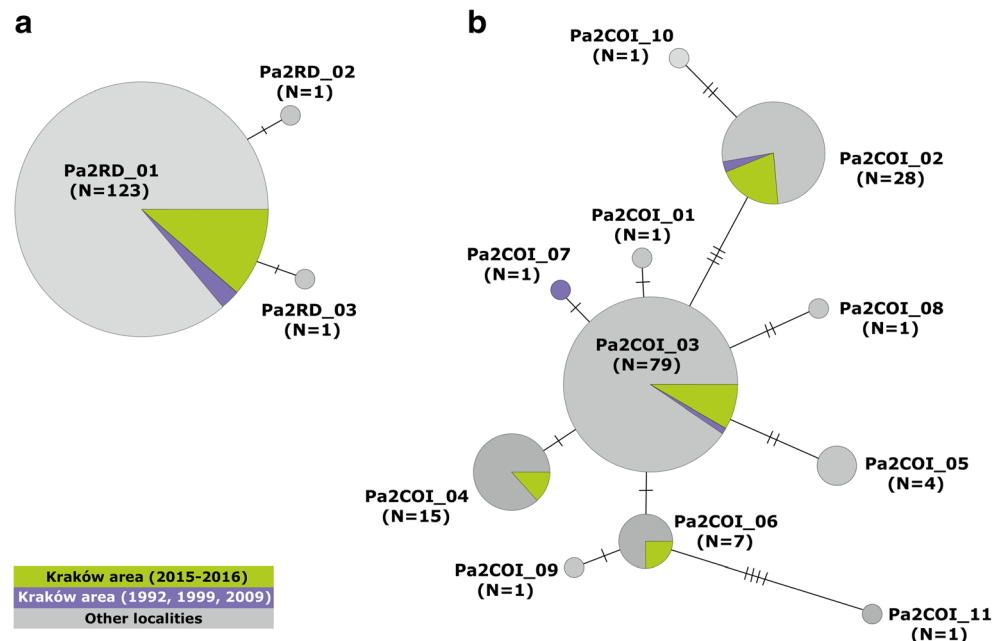 a
Pa2RD_02
(N=1)
Pa2RD_01
(N=123)
Pa2RD_03
(N=1)
b
Pa2COI_10
(N=1)
Pa2COI_02
(N=28)
Pa2COI_01
(N=1)
Pa2COI_07
(N=1)
Pa2COI_08
(N=1)
Pa2COI_03
(N=79)
Pa2COI_05
(N=4)
Pa2COI_04
(N=15)
Pa2COI_06
(N=7)
Pa2COI_09
(N=1)
Pa2COI_11
(N=1)
Kraków area (2015-2016)
Kraków area (1992, 1999, 2009)
Other localities